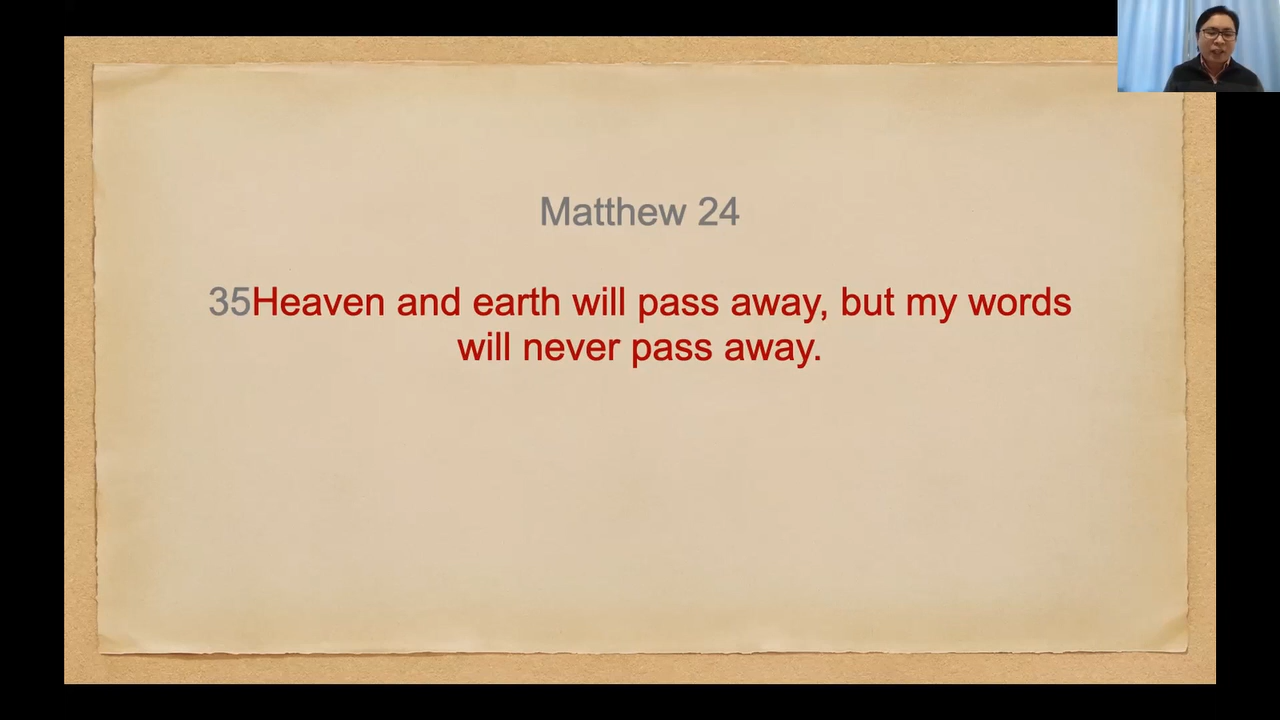 Matthew 24
35Heaven and earth will pass away, but my words
will never pass away.